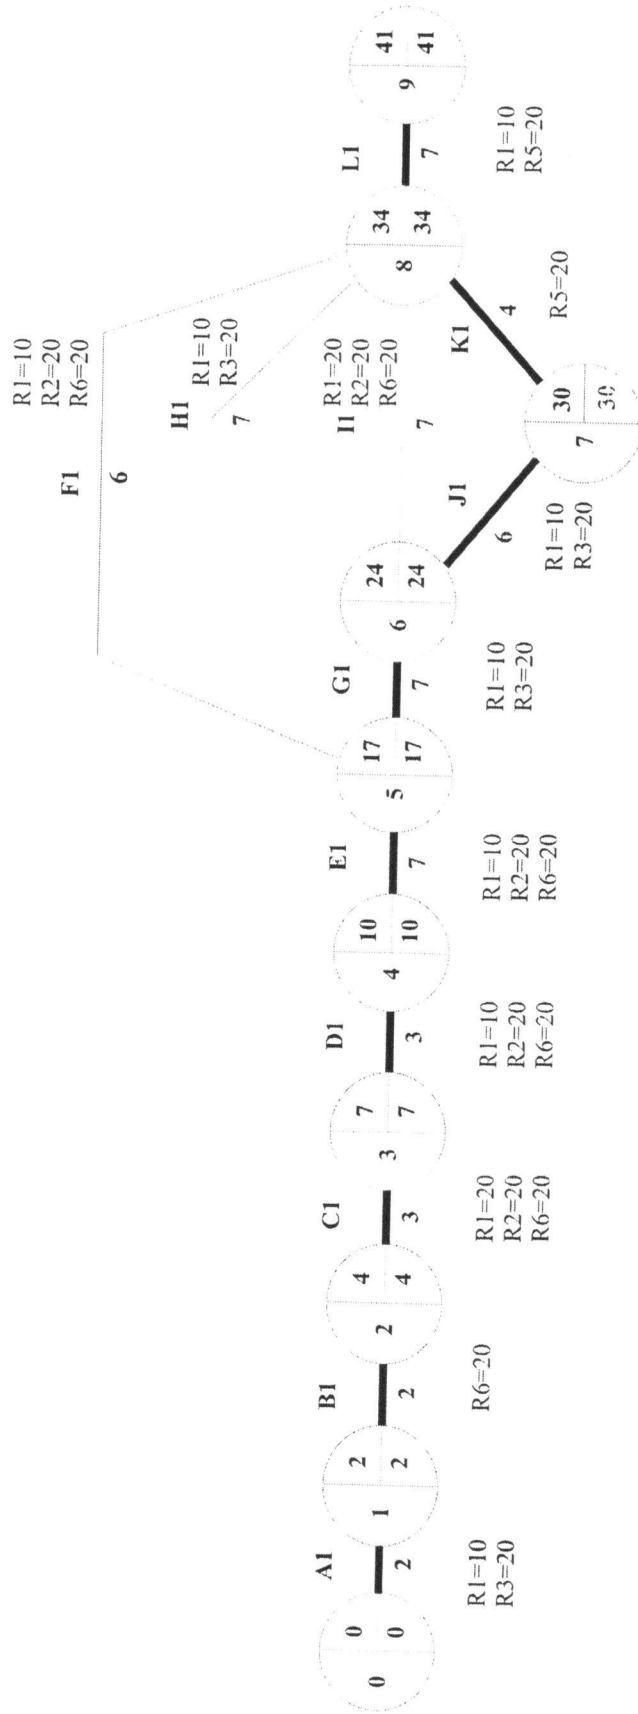 0
0
0
A1
2
R1=10
R3=20
1
2
2
B1
2
R6=20
2
4
4
C1
3
R1=20
R2=20
R6=20
3
7
7
D1
3
R1=10
R2=20
R6=20
4
10
10
E1
7
R1=10
R2=20
R6=20
5
17
17
F1
6
R1=10
R2=20
R6=20
G1
7
R1=10
R3=20
6
24
24
H1
7
R1=10
R3=20
I1
7
R1=20
R2=20
R6=20
J1
6
R1=10
R3=20
7
30
30
K1
4
R5=20
8
34
34
L1
7
R1=10
R5=20
9
41
41